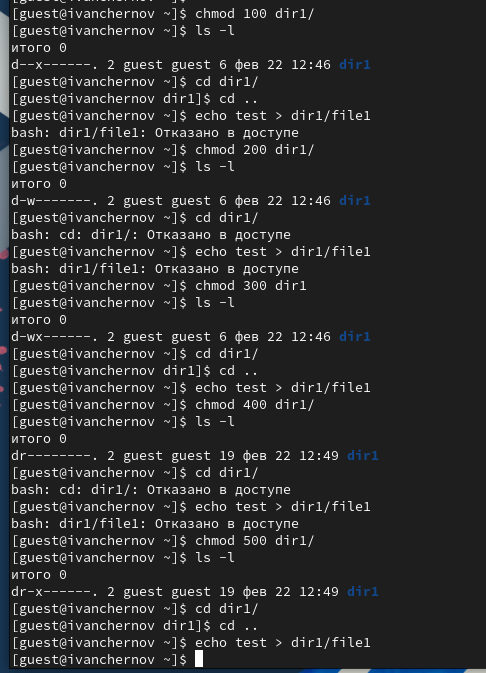 [guest@ivanchernov ~]$ chmod 100 dir1/
[guest@ivanchernov ~]$ ls -l
итого 0
d--x------. 2 guest guest 6 фев 22 12:46 dir1
[guest@ivanchernov ~]$ cd dir1/
[guest@ivanchernov dir1]$ cd ..
[guest@ivanchernov ~]$ echo test > dir1/file1
bash: dir1/file1: Отказано в доступе
[guest@ivanchernov ~]$ chmod 200 dir1/
[guest@ivanchernov ~]$ ls -l
итого 0
d-w-------. 2 guest guest 6 фев 22 12:46 dir1
[guest@ivanchernov ~]$ cd dir1/
bash: cd: dir1/: Отказано в доступе
[guest@ivanchernov ~]$ echo test > dir1/file1
bash: dir1/file1: Отказано в доступе
[guest@ivanchernov ~]$ chmod 300 dir1
[guest@ivanchernov ~]$ ls -l
итого 0
d-wx------. 2 guest guest 6 фев 22 12:46 dir1
[guest@ivanchernov ~]$ cd dir1/
[guest@ivanchernov dir1]$ cd ..
[guest@ivanchernov ~]$ echo test > dir1/file1
[guest@ivanchernov ~]$ chmod 400 dir1/
[guest@ivanchernov ~]$ ls -l
итого 0
dr--------. 2 guest guest 19 фев 22 12:49 dir1
[guest@ivanchernov ~]$ cd dir1/
bash: cd: dir1/: Отказано в доступе
[guest@ivanchernov ~]$ echo test > dir1/file1
bash: dir1/file1: Отказано в доступе
[guest@ivanchernov ~]$ chmod 500 dir1/
[guest@ivanchernov ~]$ ls -l
итого 0
dr-x------. 2 guest guest 19 фев 22 12:49 dir1
[guest@ivanchernov ~]$ cd dir1/
[guest@ivanchernov dir1]$ cd ..
[guest@ivanchernov ~]$ echo test > dir1/file1
[guest@ivanchernov ~]$